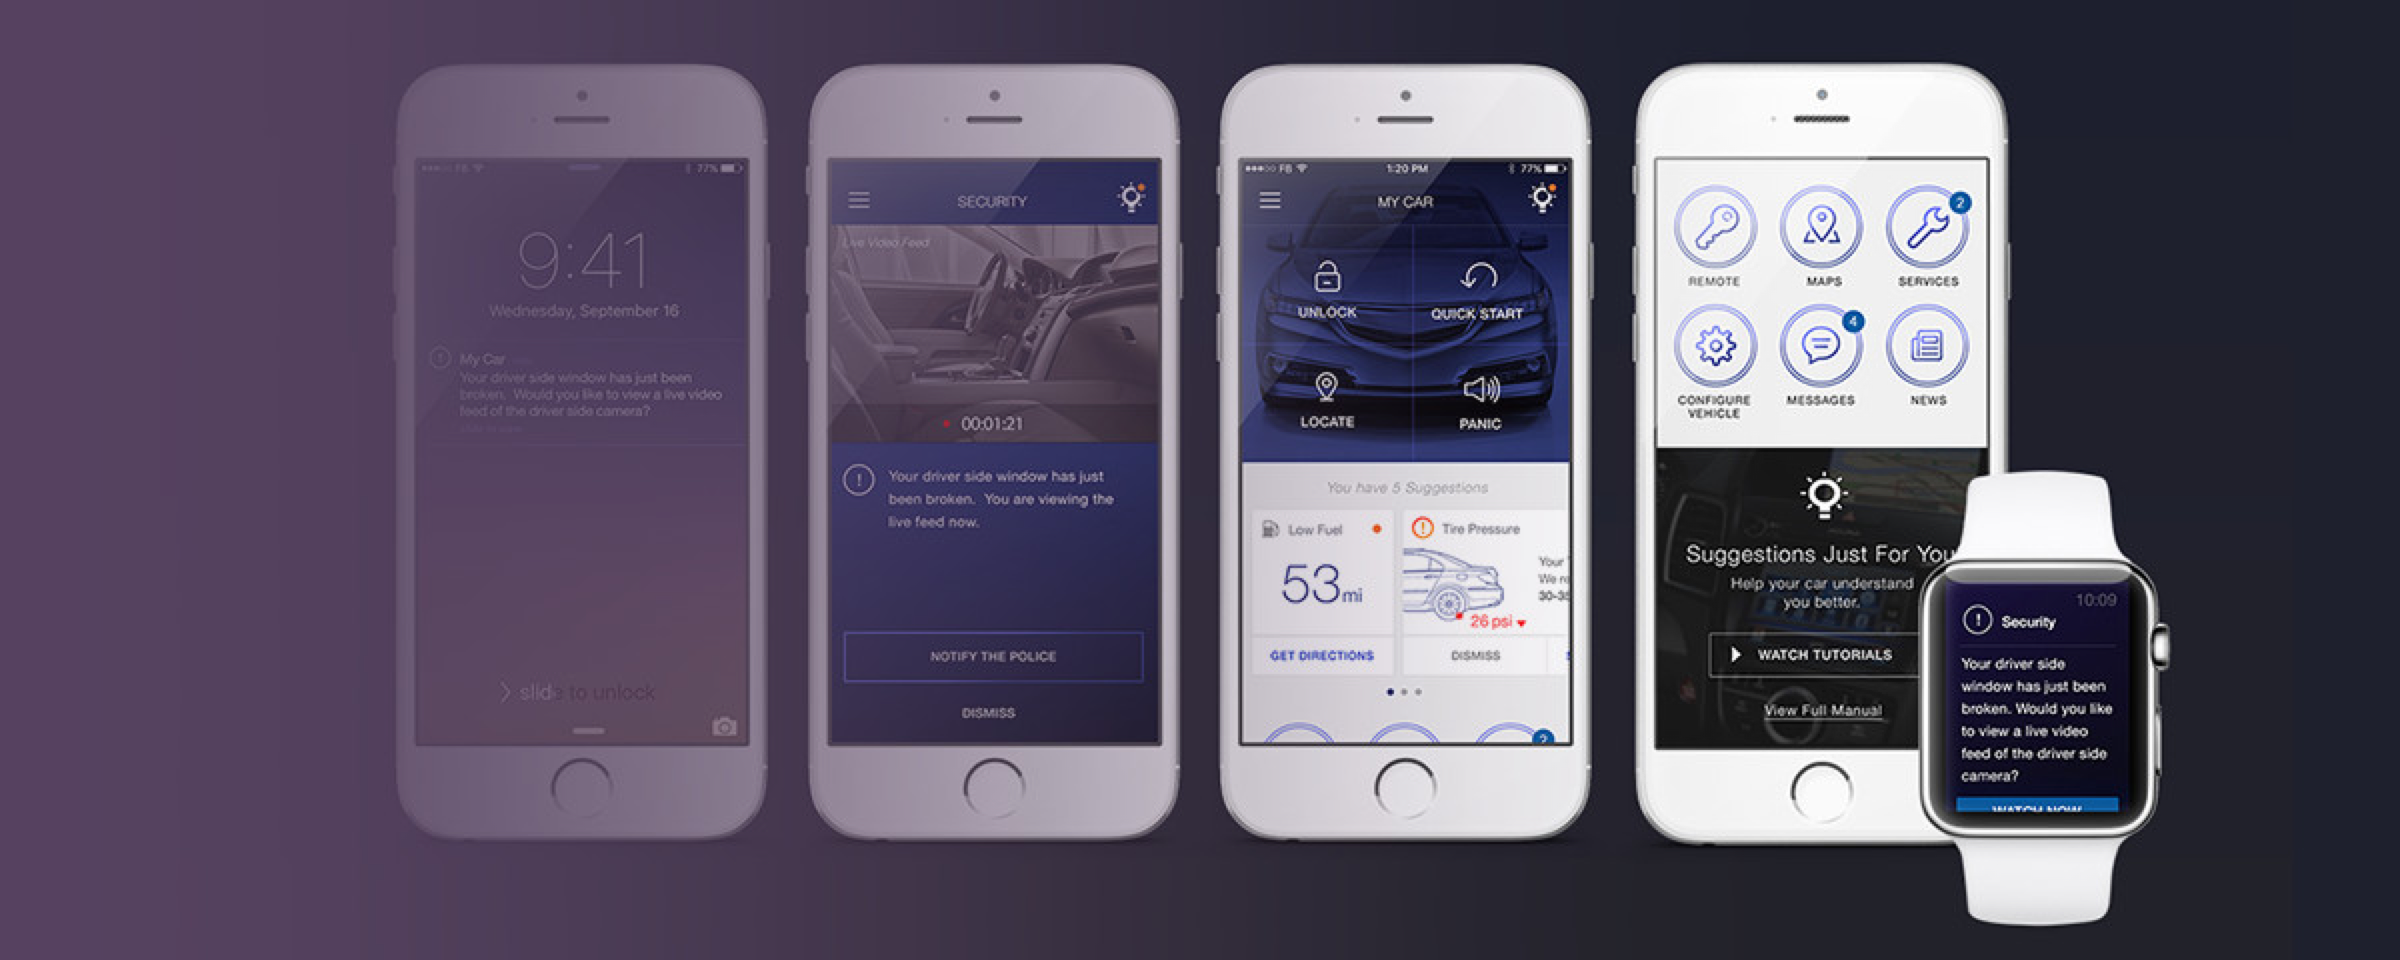 FB
77%
9:41
Wednesday, September 16
My Car
Your driver side window has just been
broken. Would you like to view a live video
feed of the driver side camera?
> slide to unlock
SECURITY
Live Video Feed
00:01:21
Your driver side window has just
been broken. You are viewing the
live feed now.
NOTIFY THE POLICE
DISMISS
FB
1:20 PM
77%
MY CAR
UNLOCK
QUICK START
LOCATE
PANIC
You have 5 Suggestions
Low Fuel
Tire Pressure
53mi
Your
We re
30-35
26 psi
GET DIRECTIONS
DISMISS
2
2
REMOTE
MAPS
SERVICES
4
CONFIGURE
VEHICLE
MESSAGES
NEWS
Suggestions Just For You
Help your car understand
you better.
WATCH TUTORIALS
View Full Manual
10:09
Security
Your driver side
window has just been
broken. Would you like
to view a live video
feed of the driver side
camera?
WATCH NOW